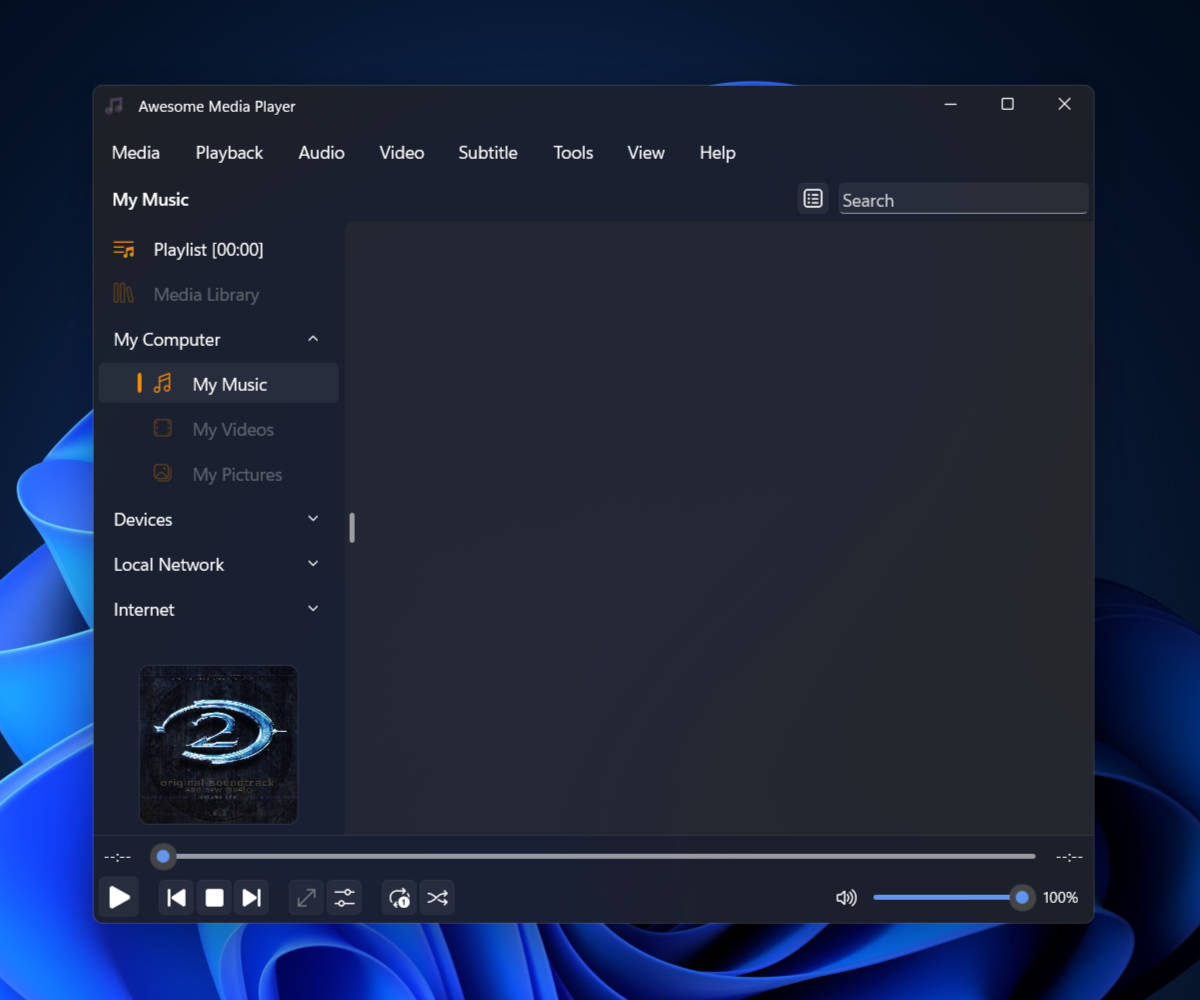 Awesome Media Player
Media Playback Audio Video Subtitle Tools View Help
My Music
Search
Playlist [00:00]
Media Library
My Computer
My Music
My Videos
My Pictures
Devices
Local Network
Internet
2
original soundtrack
--:-- --:--
1
100%